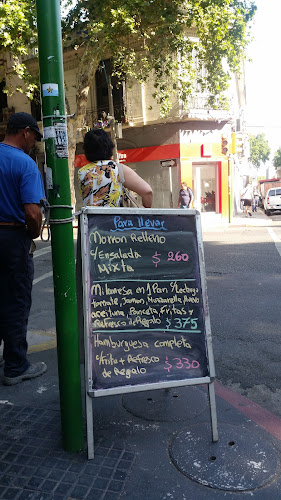 Para llevar
Morron Relleno
c/Ensalada
Mixta $260
Milanesa en 1 Pan c/Lechuga
tomate, Jamon, Muzzarella, Huevo
aceituna, Panceta, Fritas y
Refresco de Regalo $375
Hamburguesa Completa
c/frita + Refresco $330
de Regalo